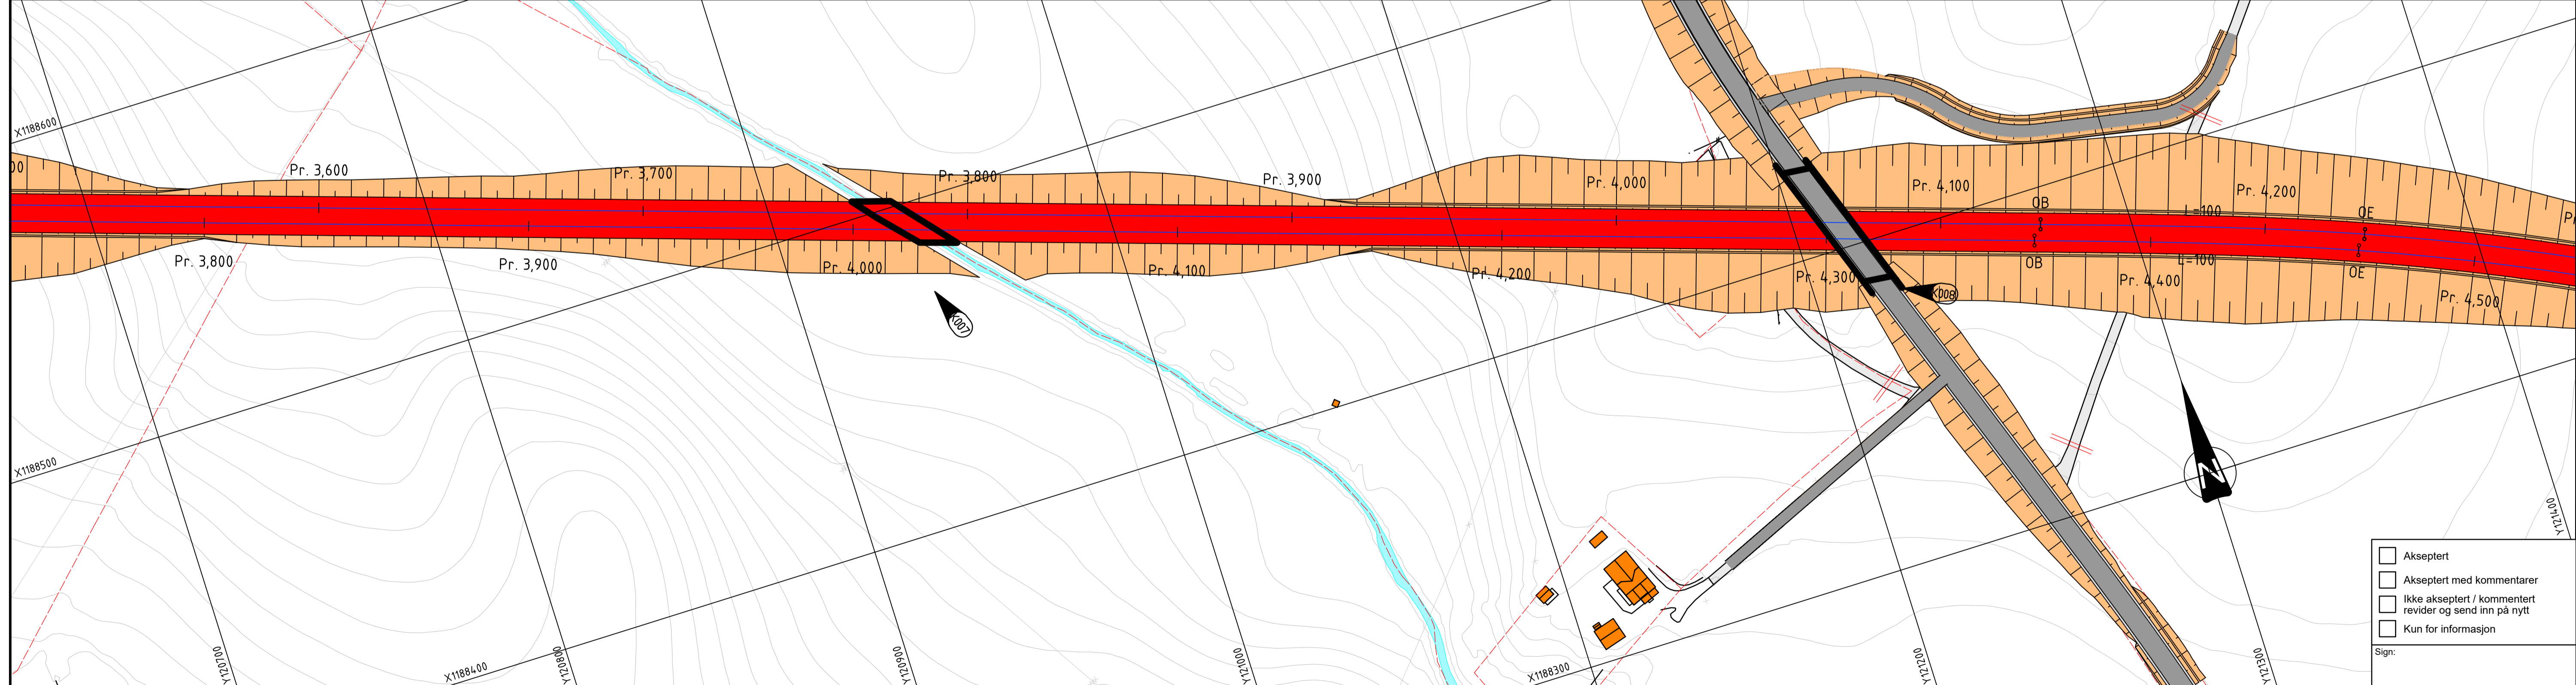 X1188600
00
Pr. 3,600
Pr. 3,700
Pr. 3,800
Pr. 3,900
Pr. 4,000
Pr. 4,100
Pr. 4,200
OB
L=100
OE
Pr. 3,800
Pr. 3,900
Pr. 4,000
Pr. 4,100
Pr. 4,200
Pr. 4,300
OB
L=100
OE
Pr. 4,400
Pr. 4,500
K007
K008
X1188500
N
Y121400
X1188400
X1188300
Y120700
Y120800
Y120900
Y121000
Y121200
Y121300
Akseptert
Akseptert med kommentarer
Ikke akseptert / kommentert
revider og send inn på nytt
Kun for informasjon
Sign: